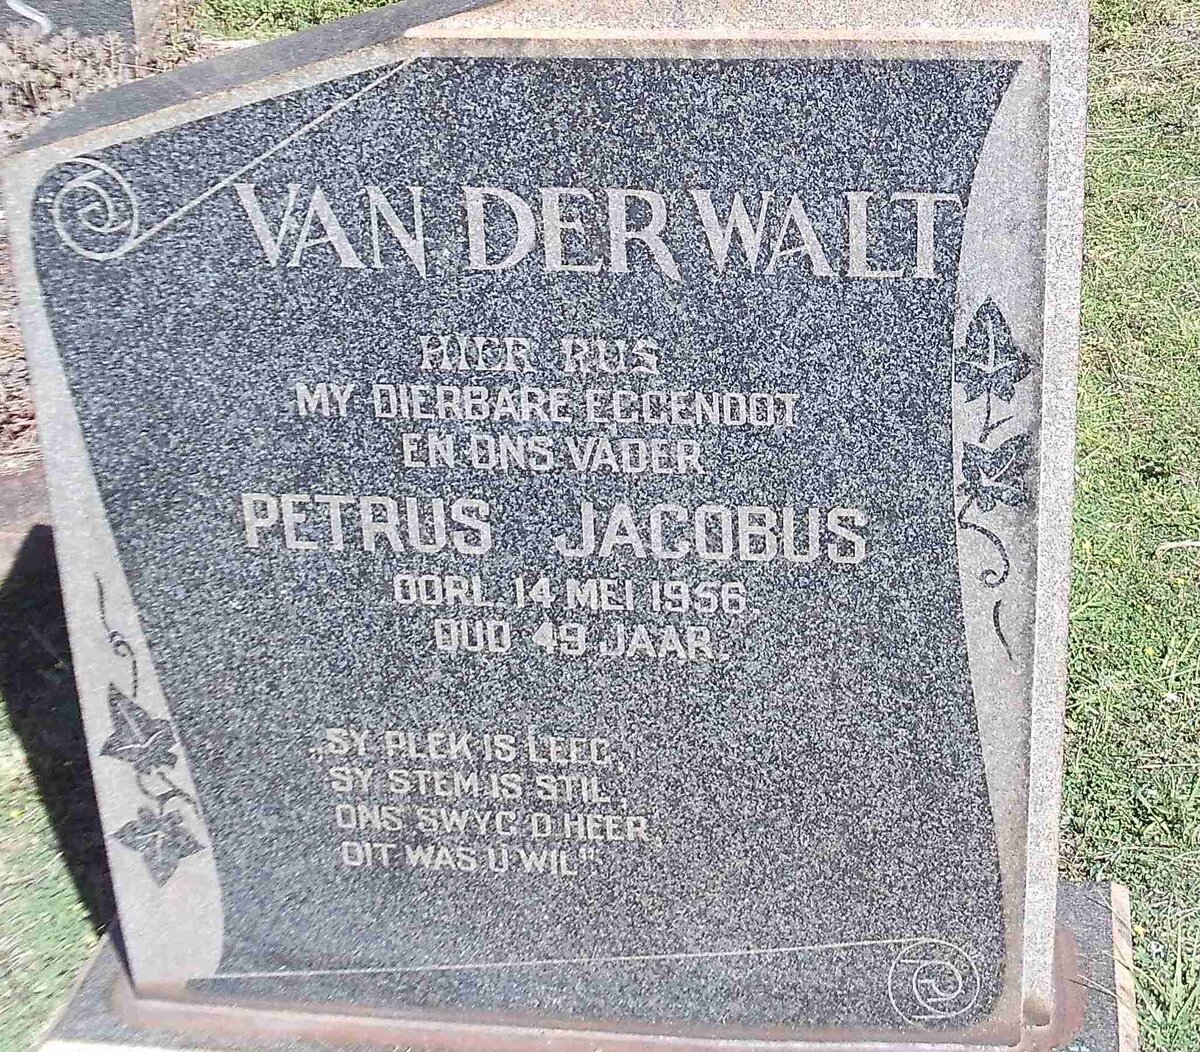 VAN DER WALT
HIER RUS
MY DIERBARE EGGENOOT
EN ONS VADER
PETRUS JACOBUS
OORL. 14 MEI 1956.
OUD 49 JAAR.
„SY PLEK IS LEEG,
SY STEM IS STIL,
ONS SWYG O HEER,
DIT WAS U WIL"